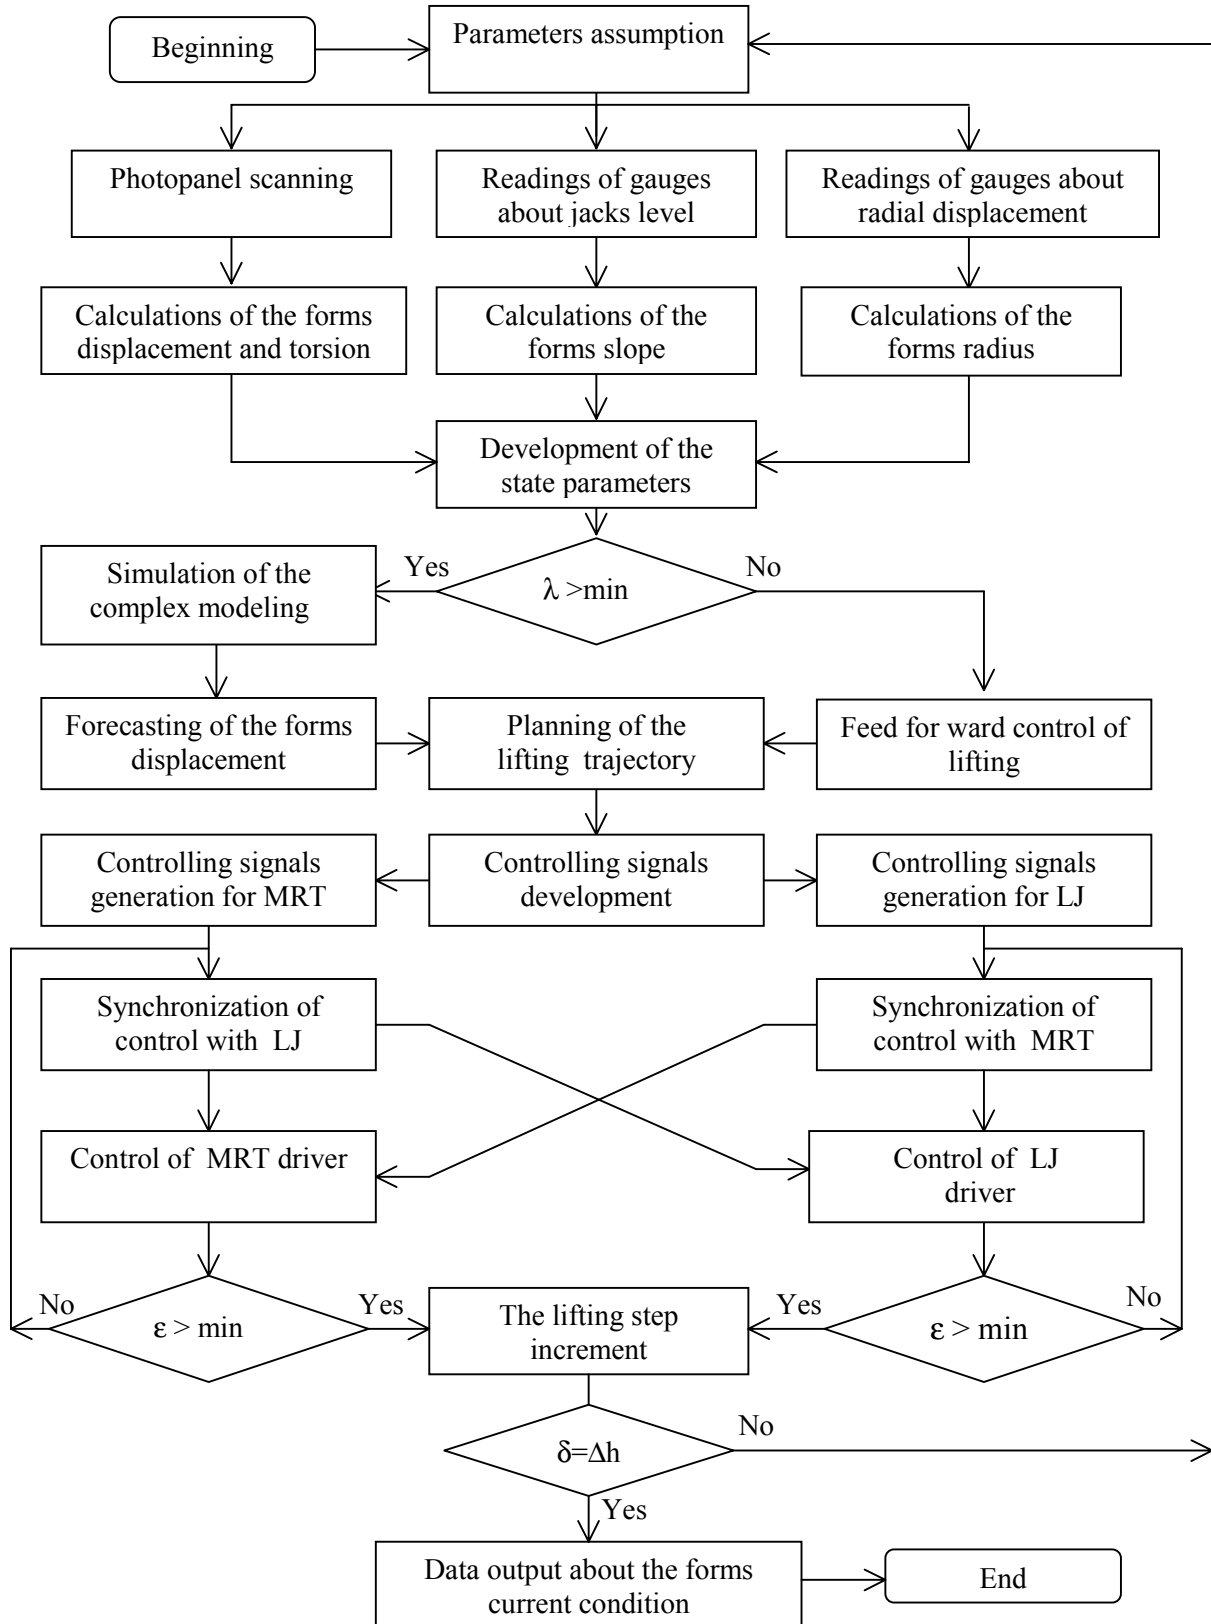 Beginning
Parameters assumption
Photopanel scanning
Readings of gauges
about jacks level
Readings of gauges about
radial displacement
Calculations of the forms
displacement and torsion
Calculations of the
forms slope
Calculations of the
forms radius
Development of the
state parameters
Simulation of the
complex modeling
Yes
λ >min
No
Forecasting of the forms
displacement
Planning of the
lifting trajectory
Feed for ward control of
lifting
Controlling signals
generation for MRT
Controlling signals
development
Controlling signals
generation for LJ
Synchronization of
control with LJ
Synchronization of
control with MRT
Control of MRT driver
Control of LJ
driver
No
ε > min
Yes
The lifting step
increment
Yes
ε > min
No
δ=Δh
No
Yes
Data output about the forms
current condition
End